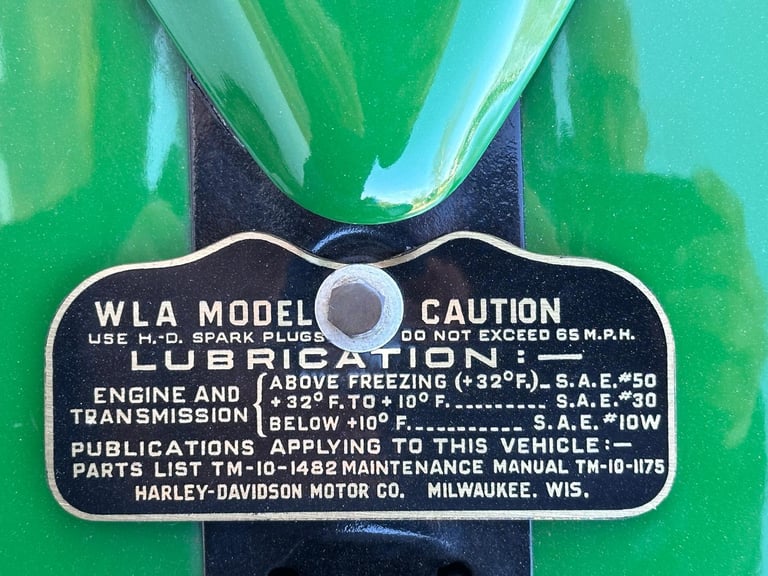 WLA MODEL CAUTION
USE H.-D. SPARK PLUGS DO NOT EXCEED 65 M.P.H.
LUBRICATION:—
ENGINE AND TRANSMISSION { ABOVE FREEZING (+32°F.)_ S.A.E.#50
+32° F. TO +10° F._________ S.A.E.#30
BELOW +10° F.__________ S.A.E.#10W
PUBLICATIONS APPLYING TO THIS VEHICLE:—
PARTS LIST TM-10-1482 MAINTENANCE MANUAL TM-10-1175
HARLEY-DAVIDSON MOTOR CO. MILWAUKEE. WIS.